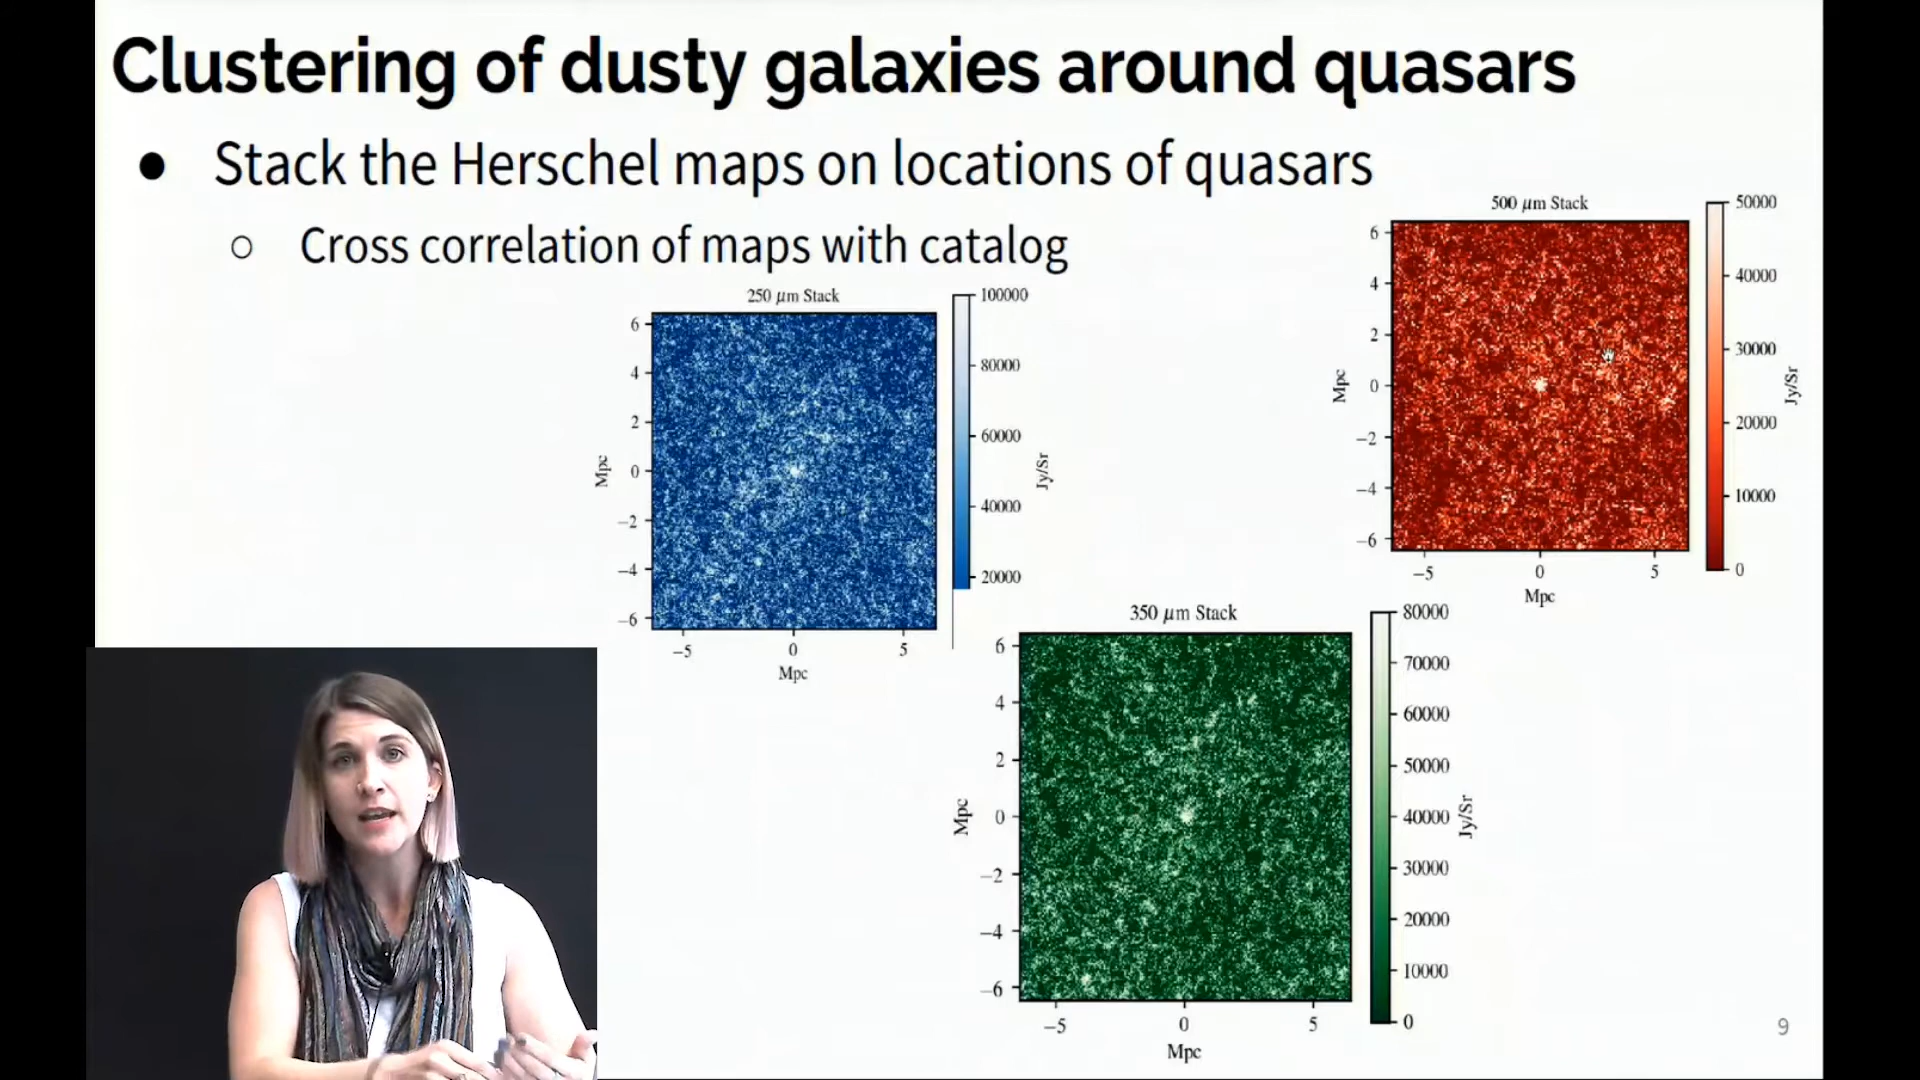 Clustering of dusty galaxies around quasars
● Stack the Herschel maps on locations of quasars
○ Cross correlation of maps with catalog
250 μm Stack
6
4
2
0
−2
−4
−6
Mpc
−5 0 5
Mpc
100000
80000
60000
40000
20000
Jy/Sr
500 μm Stack
6
4
2
0
−2
−4
−6
Mpc
−5 0 5
Mpc
50000
40000
30000
20000
10000
0
Jy/Sr
350 μm Stack
6
4
2
0
−2
−4
−6
Mpc
−5 0 5
Mpc
80000
70000
60000
50000
40000
30000
20000
10000
0
Jy/Sr
9